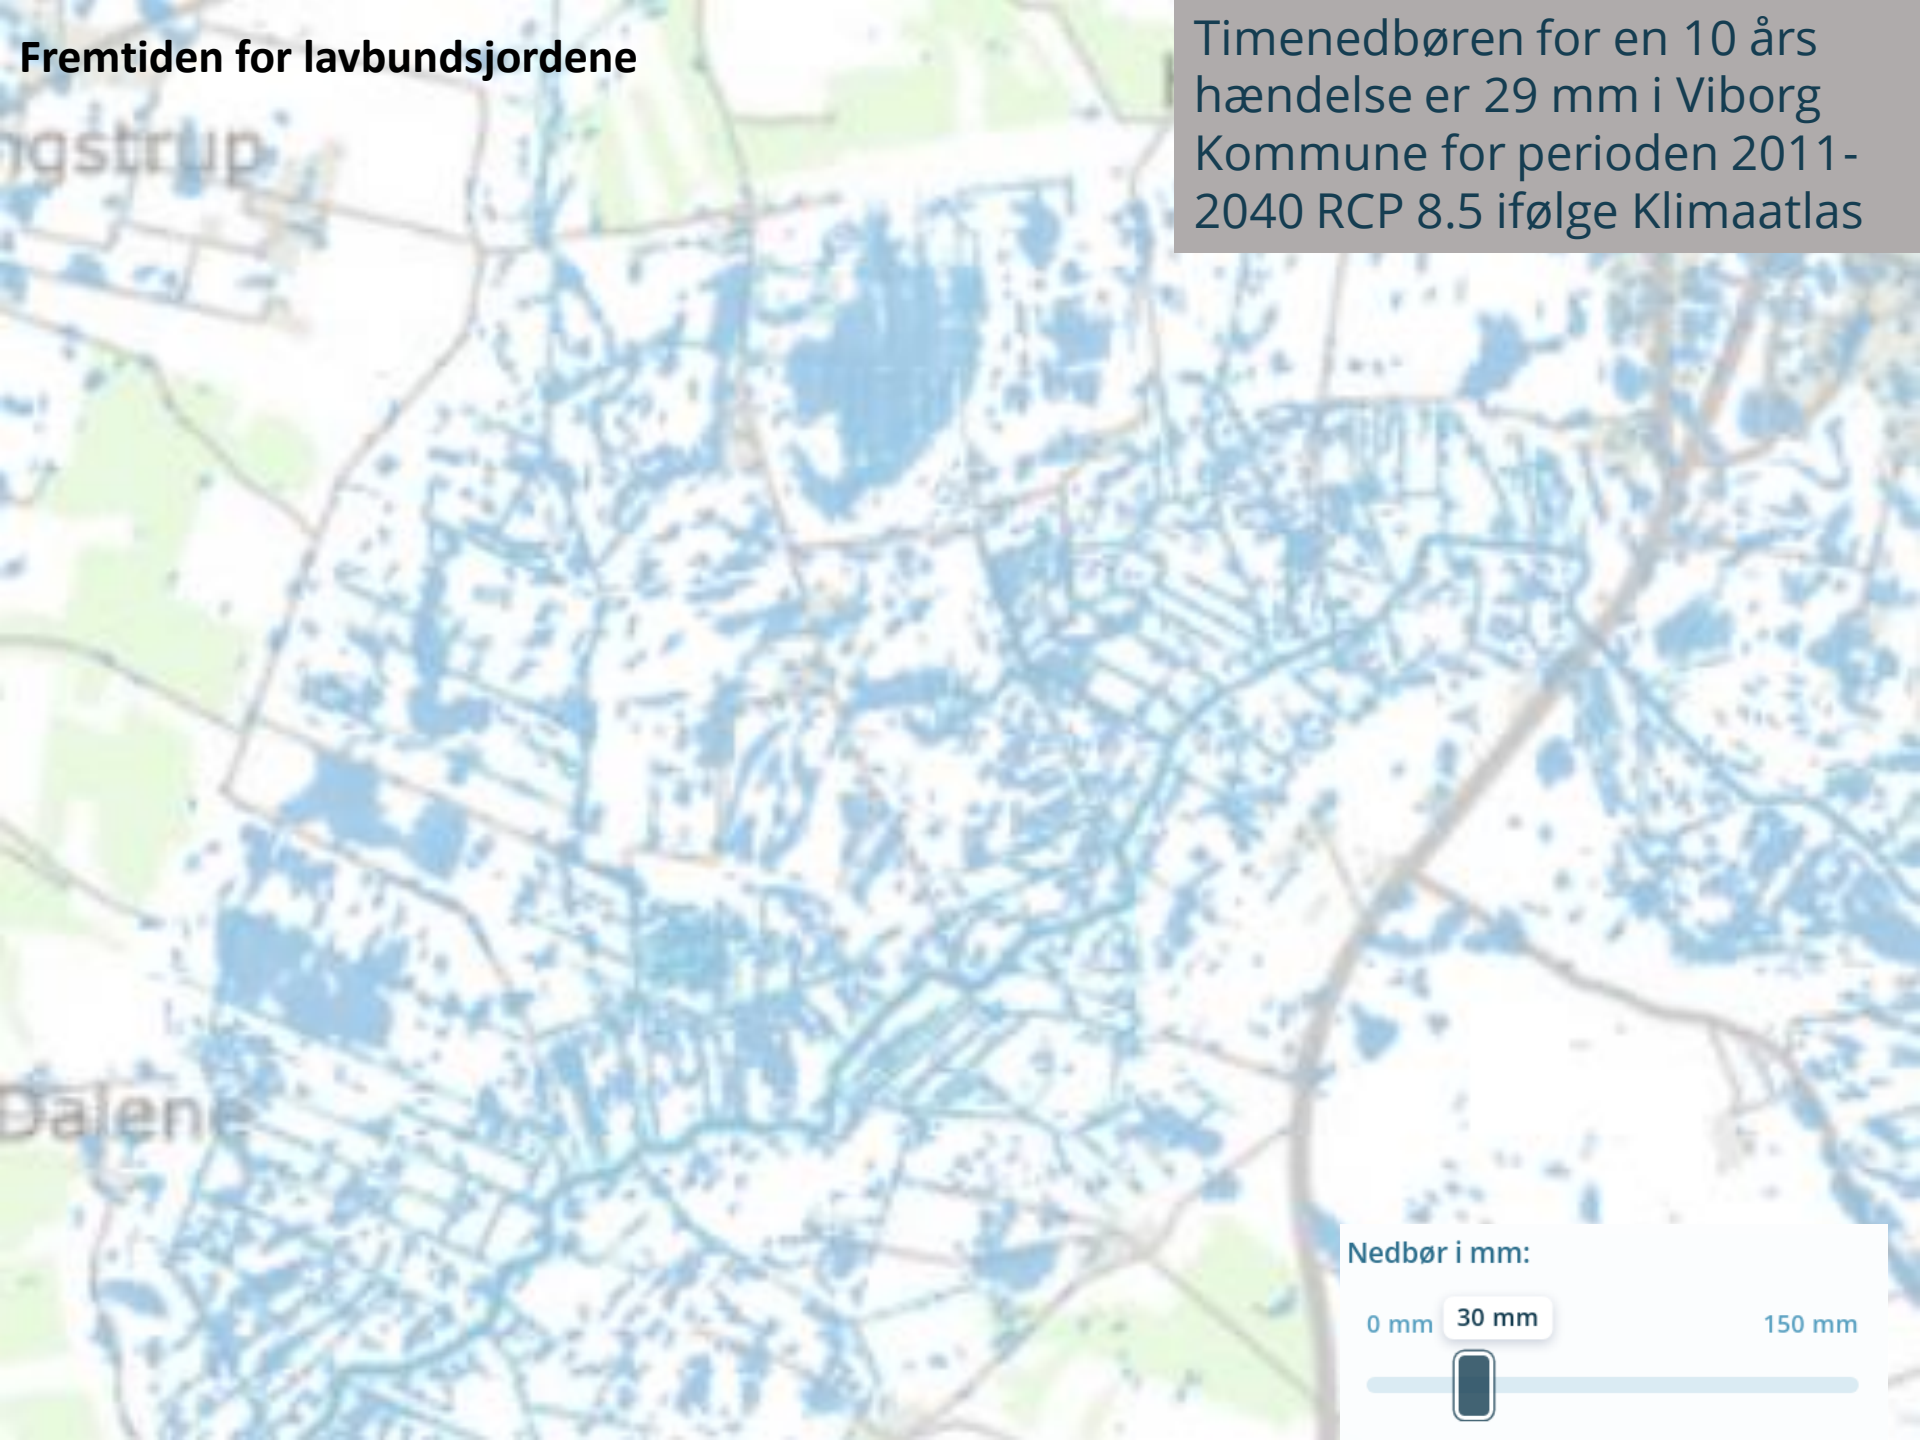 Fremtiden for lavbundsjordene
Timenedbøren for en 10 års
hændelse er 29 mm i Viborg
Kommune for perioden 2011-
2040 RCP 8.5 ifølge Klimaatlas
Dalene
Nedbør i mm:
0 mm 30 mm 150 mm